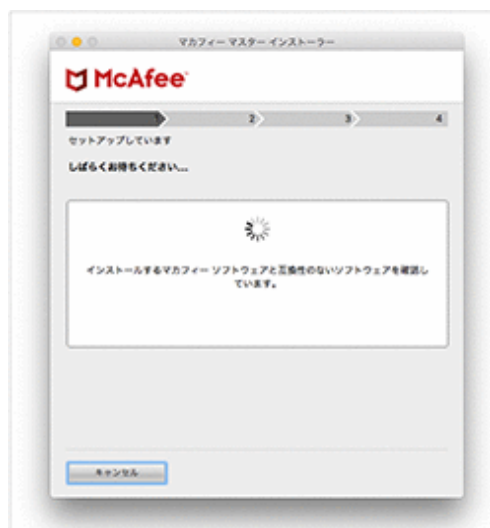 マカフィー マスター インストーラー
McAfee
1 2 3 4
セットアップしています
しばらくお待ちください...
インストールするマカフィー ソフトウェアと互換性のないソフトウェアを確認し
ています。
キャンセル